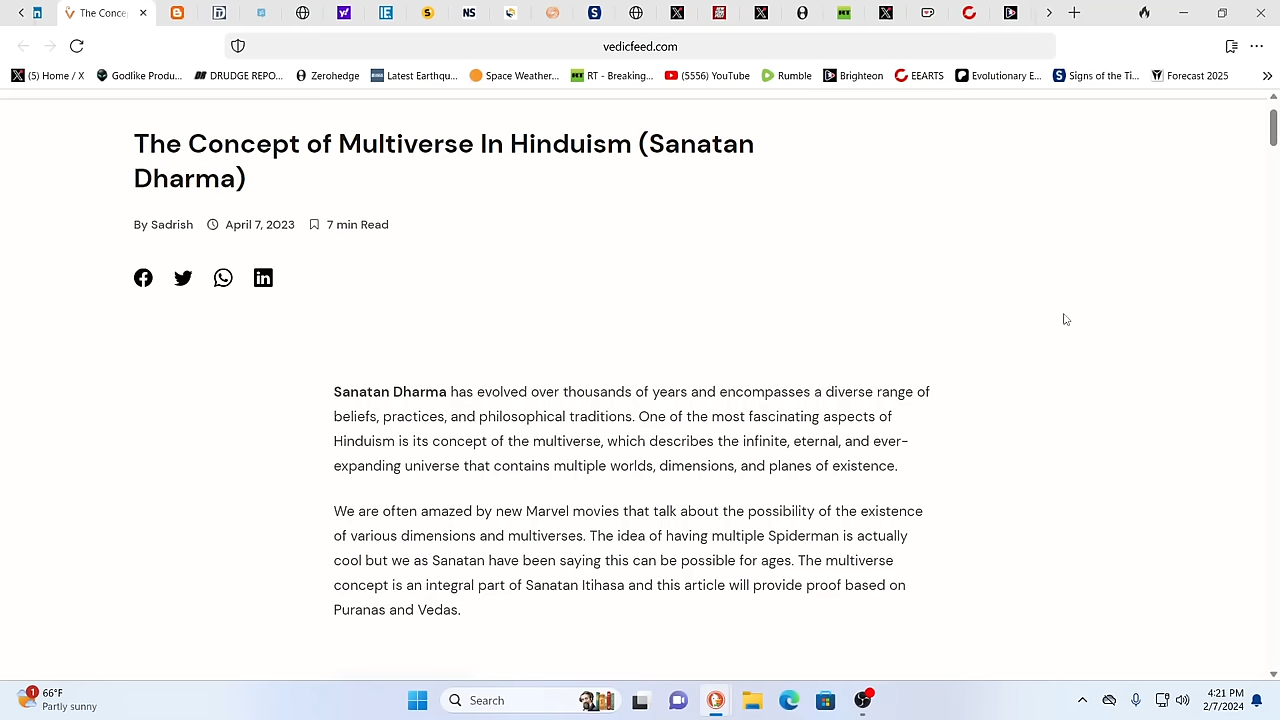 The Conce
vedicfeed.com
(5) Home / X
Godlike Produ...
DRUDGE REPO...
Zerohedge
Latest Earthqu...
Space Weather...
RT - Breaking...
(5556) YouTube
Rumble
Brighteon
EEARTS
Evolutionary E...
Signs of the Ti...
Forecast 2025
The Concept of Multiverse In Hinduism (Sanatan
Dharma)
By Sadrish April 7, 2023 7 min Read
Sanatan Dharma has evolved over thousands of years and encompasses a diverse range of
beliefs, practices, and philosophical traditions. One of the most fascinating aspects of
Hinduism is its concept of the multiverse, which describes the infinite, eternal, and ever-
expanding universe that contains multiple worlds, dimensions, and planes of existence.
We are often amazed by new Marvel movies that talk about the possibility of the existence
of various dimensions and multiverses. The idea of having multiple Spiderman is actually
cool but we as Sanatan have been saying this can be possible for ages. The multiverse
concept is an integral part of Sanatan Itihasa and this article will provide proof based on
Puranas and Vedas.
1
66°F
Partly sunny
Search
4:21 PM
2/7/2024